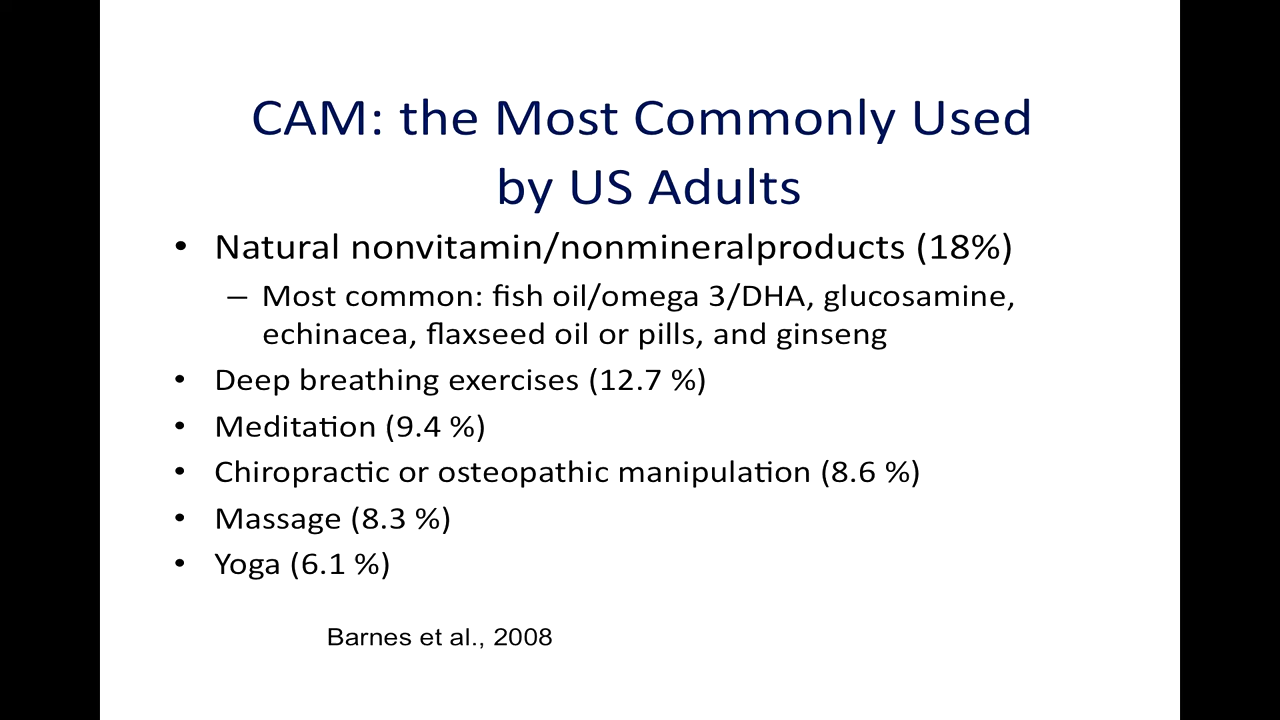 CAM: the Most Commonly Used
by US Adults
• Natural nonvitamin/nonmineralproducts (18%)
– Most common: fish oil/omega 3/DHA, glucosamine,
echinacea, flaxseed oil or pills, and ginseng
• Deep breathing exercises (12.7 %)
• Meditation (9.4 %)
• Chiropractic or osteopathic manipulation (8.6 %)
• Massage (8.3 %)
• Yoga (6.1 %)
Barnes et al., 2008